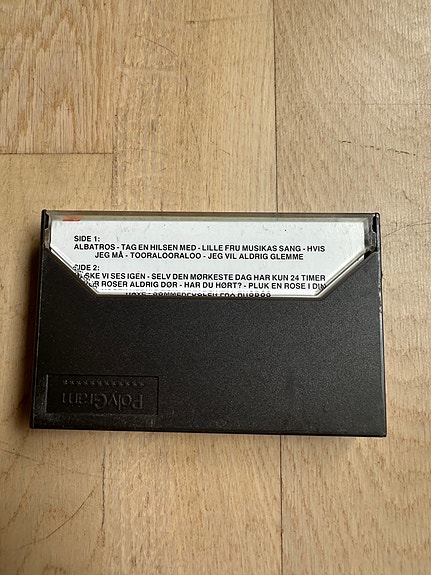 SIDE 1:
ALBATROS - TAG EN HILSEN MED - LILLE FRU MUSIKAS SANG - HVIS
JEG MÅ - TOORALOORALOO - JEG VIL ALDRIG GLEMME
SIDE 2:
VI SES IGEN - SELV DEN MØRKESTE DAG HAR KUN 24 TIMER
ROSER ALDRIG DØR - HAR DU HØRT? - PLUK EN ROSE I DIN
PolyGram